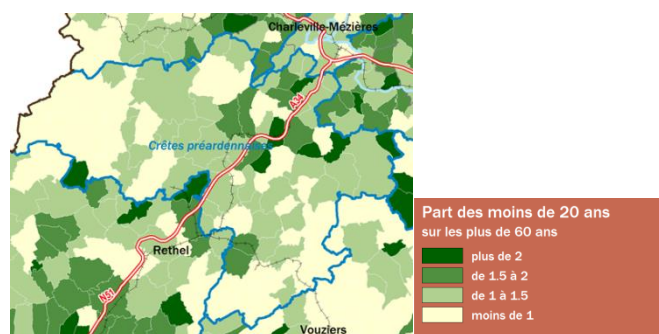 Charleville-Mézières
A34
Crêtes préardennaises
Rethel
N51
Vouziers
Part des moins de 20 ans
sur les plus de 60 ans
plus de 2
de 1.5 à 2
de 1 à 1.5
moins de 1